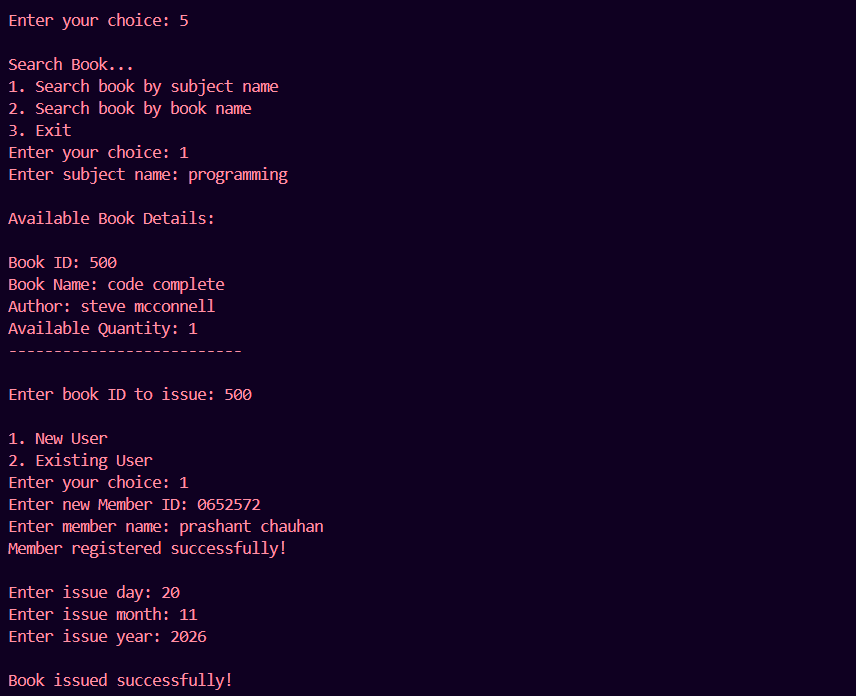 Enter your choice: 5
Search Book...
1. Search book by subject name
2. Search book by book name
3. Exit
Enter your choice: 1
Enter subject name: programming
Available Book Details:
Book ID: 500
Book Name: code complete
Author: steve mcconnell
Available Quantity: 1
--------------------------
Enter book ID to issue: 500
1. New User
2. Existing User
Enter your choice: 1
Enter new Member ID: 0652572
Enter member name: prashant chauhan
Member registered successfully!
Enter issue day: 20
Enter issue month: 11
Enter issue year: 2026
Book issued successfully!